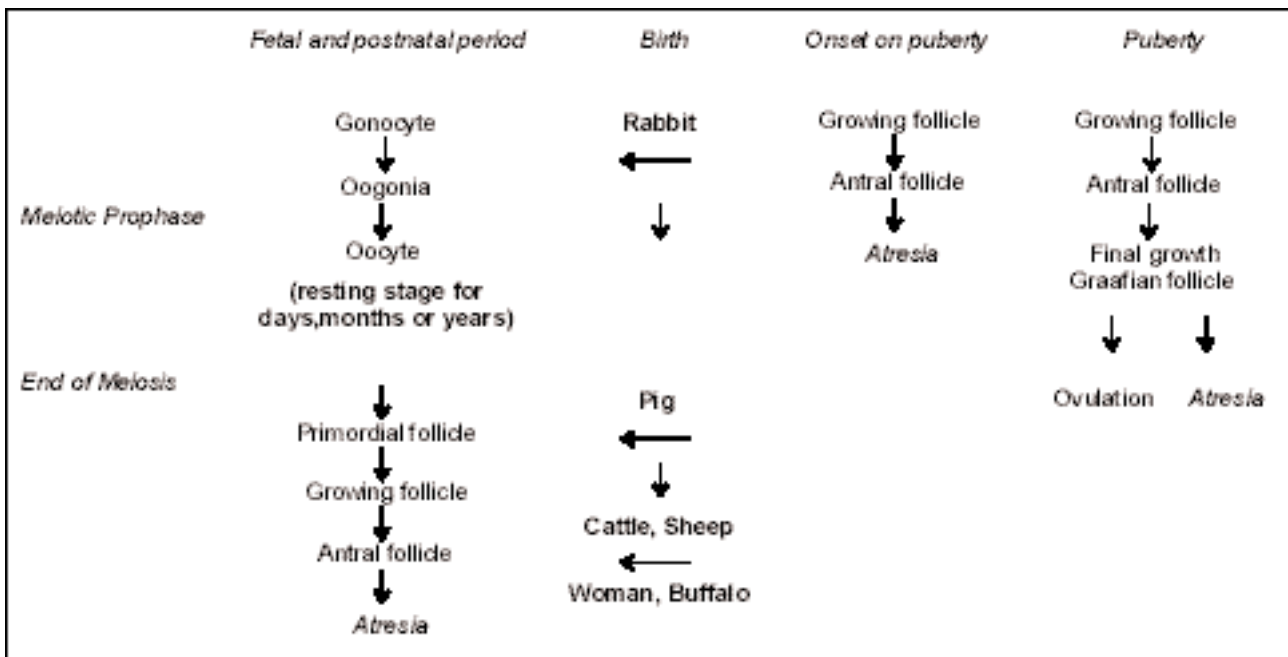 Fetal and postnatal period
Birth
Onset on puberty
Puberty
Gonocyte
Rabbit
Growing follicle
Growing follicle
Oogonia
Antral follicle
Antral follicle
Meiotic Prophase
Oocyte
Atresia
Final growth
Graafian follicle
(resting stage for
days,months or years)
End of Meiosis
Pig
Ovulation
Atresia
Primordial follicle
Growing follicle
Cattle, Sheep
Antral follicle
Woman, Buffalo
Atresia